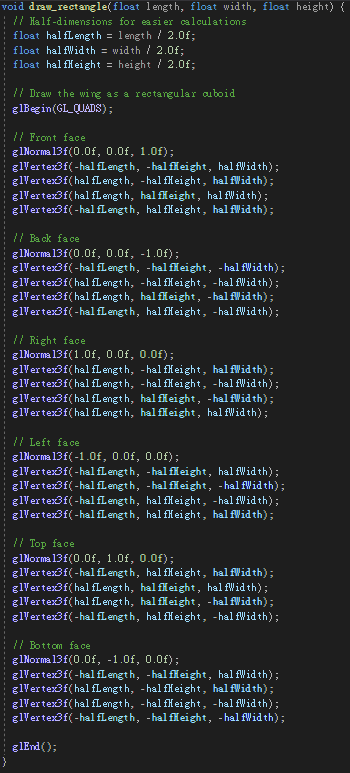 void draw_rectangle(float length, float width, float height) {
// Half-dimensions for easier calculations
float halfLength = length / 2.0f;
float halfWidth = width / 2.0f;
float halfHeight = height / 2.0f;
// Draw the wing as a rectangular cuboid
glBegin(GL_QUADS);
// Front face
glNormal3f(0.0f, 0.0f, 1.0f);
glVertex3f(-halfLength, -halfHeight, halfWidth);
glVertex3f(halfLength, -halfHeight, halfWidth);
glVertex3f(halfLength, halfHeight, halfWidth);
glVertex3f(-halfLength, halfHeight, halfWidth);
// Back face
glNormal3f(0.0f, 0.0f, -1.0f);
glVertex3f(-halfLength, -halfHeight, -halfWidth);
glVertex3f(halfLength, -halfHeight, -halfWidth);
glVertex3f(halfLength, halfHeight, -halfWidth);
glVertex3f(-halfLength, halfHeight, -halfWidth);
// Right face
glNormal3f(1.0f, 0.0f, 0.0f);
glVertex3f(halfLength, -halfHeight, halfWidth);
glVertex3f(halfLength, -halfHeight, -halfWidth);
glVertex3f(halfLength, halfHeight, -halfWidth);
glVertex3f(halfLength, halfHeight, halfWidth);
// Left face
glNormal3f(-1.0f, 0.0f, 0.0f);
glVertex3f(-halfLength, -halfHeight, halfWidth);
glVertex3f(-halfLength, -halfHeight, -halfWidth);
glVertex3f(-halfLength, halfHeight, -halfWidth);
glVertex3f(-halfLength, halfHeight, halfWidth);
// Top face
glNormal3f(0.0f, 1.0f, 0.0f);
glVertex3f(-halfLength, halfHeight, halfWidth);
glVertex3f(halfLength, halfHeight, halfWidth);
glVertex3f(halfLength, halfHeight, -halfWidth);
glVertex3f(-halfLength, halfHeight, -halfWidth);
// Bottom face
glNormal3f(0.0f, -1.0f, 0.0f);
glVertex3f(-halfLength, -halfHeight, halfWidth);
glVertex3f(halfLength, -halfHeight, halfWidth);
glVertex3f(halfLength, -halfHeight, -halfWidth);
glVertex3f(-halfLength, -halfHeight, -halfWidth);
glEnd();
}